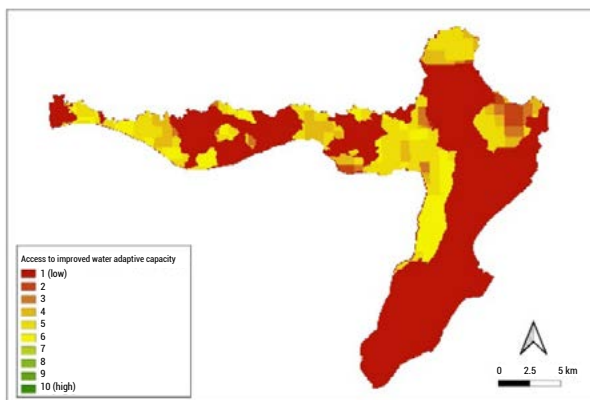 Access to improved water adaptive capacity
1 (low)
2
3
4
5
6
7
8
9
10 (high)
0 2.5 5 km